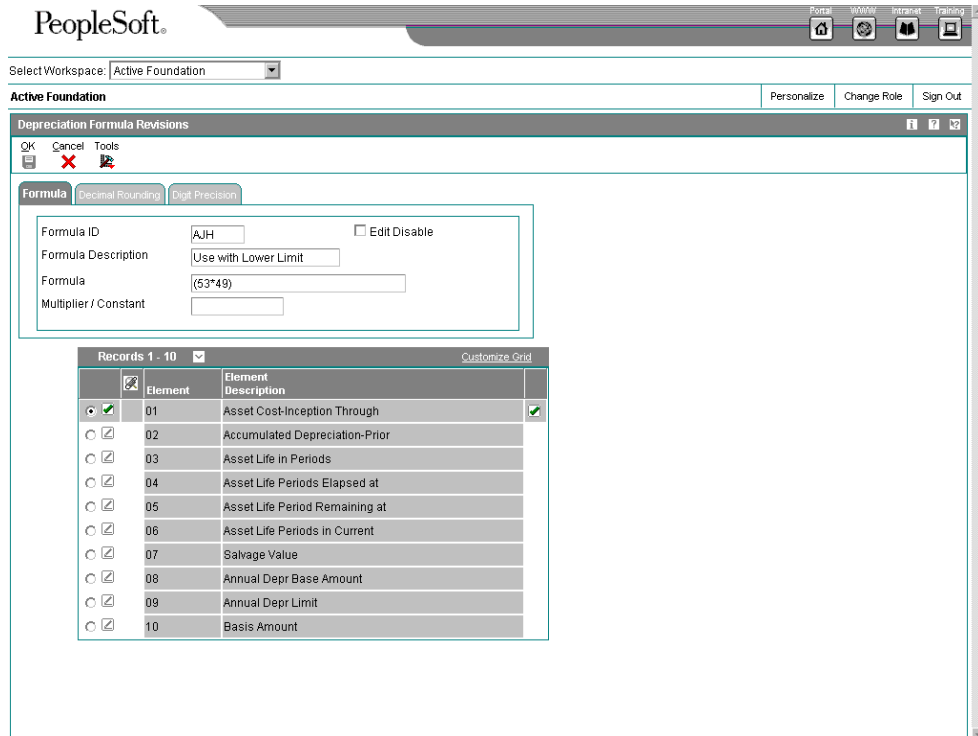 PeopleSoft.
Portal WWW Intranet Training
Select Workspace: Active Foundation
Active Foundation
Personalize Change Role Sign Out
Depreciation Formula Revisions
OK Cancel Tools
Formula Decimal Rounding Digit Precision
Formula ID AJH Edit Disable
Formula Description Use with Lower Limit
Formula (53*49)
Multiplier / Constant
Records 1 - 10 Customize Grid
Element Element Description
01 Asset Cost-Inception Through
02 Accumulated Depreciation-Prior
03 Asset Life in Periods
04 Asset Life Periods Elapsed at
05 Asset Life Period Remaining at
06 Asset Life Periods in Current
07 Salvage Value
08 Annual Depr Base Amount
09 Annual Depr Limit
10 Basis Amount